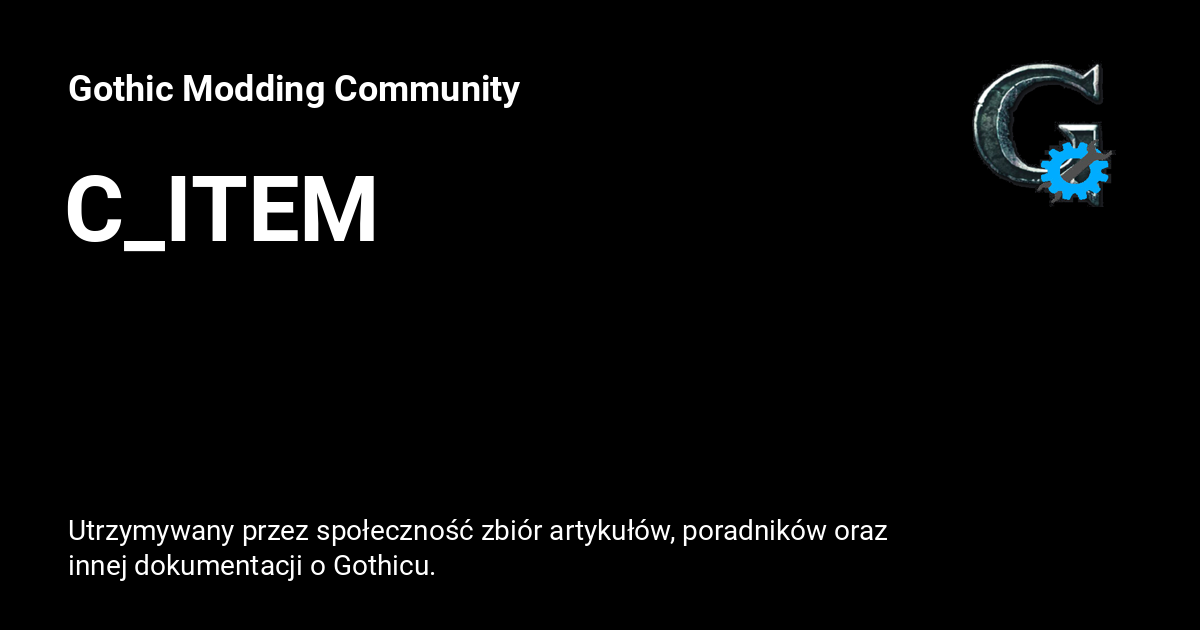 Gothic Modding Community
C_ITEM
Utrzymywany przez społeczność zbiór artykułów, poradników oraz
innej dokumentacji o Gothicu.